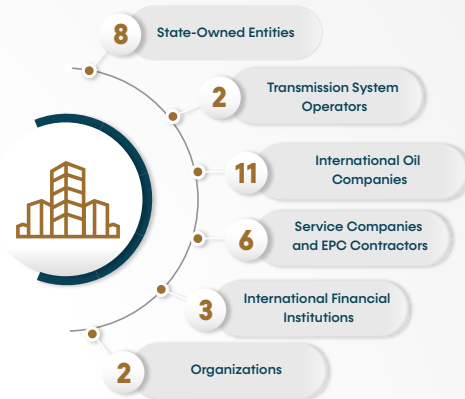 8
State-Owned Entities
2
Transmission System
Operators
11
International Oil
Companies
6
Service Companies
and EPC Contractors
3
International Financial
Institutions
2
Organizations